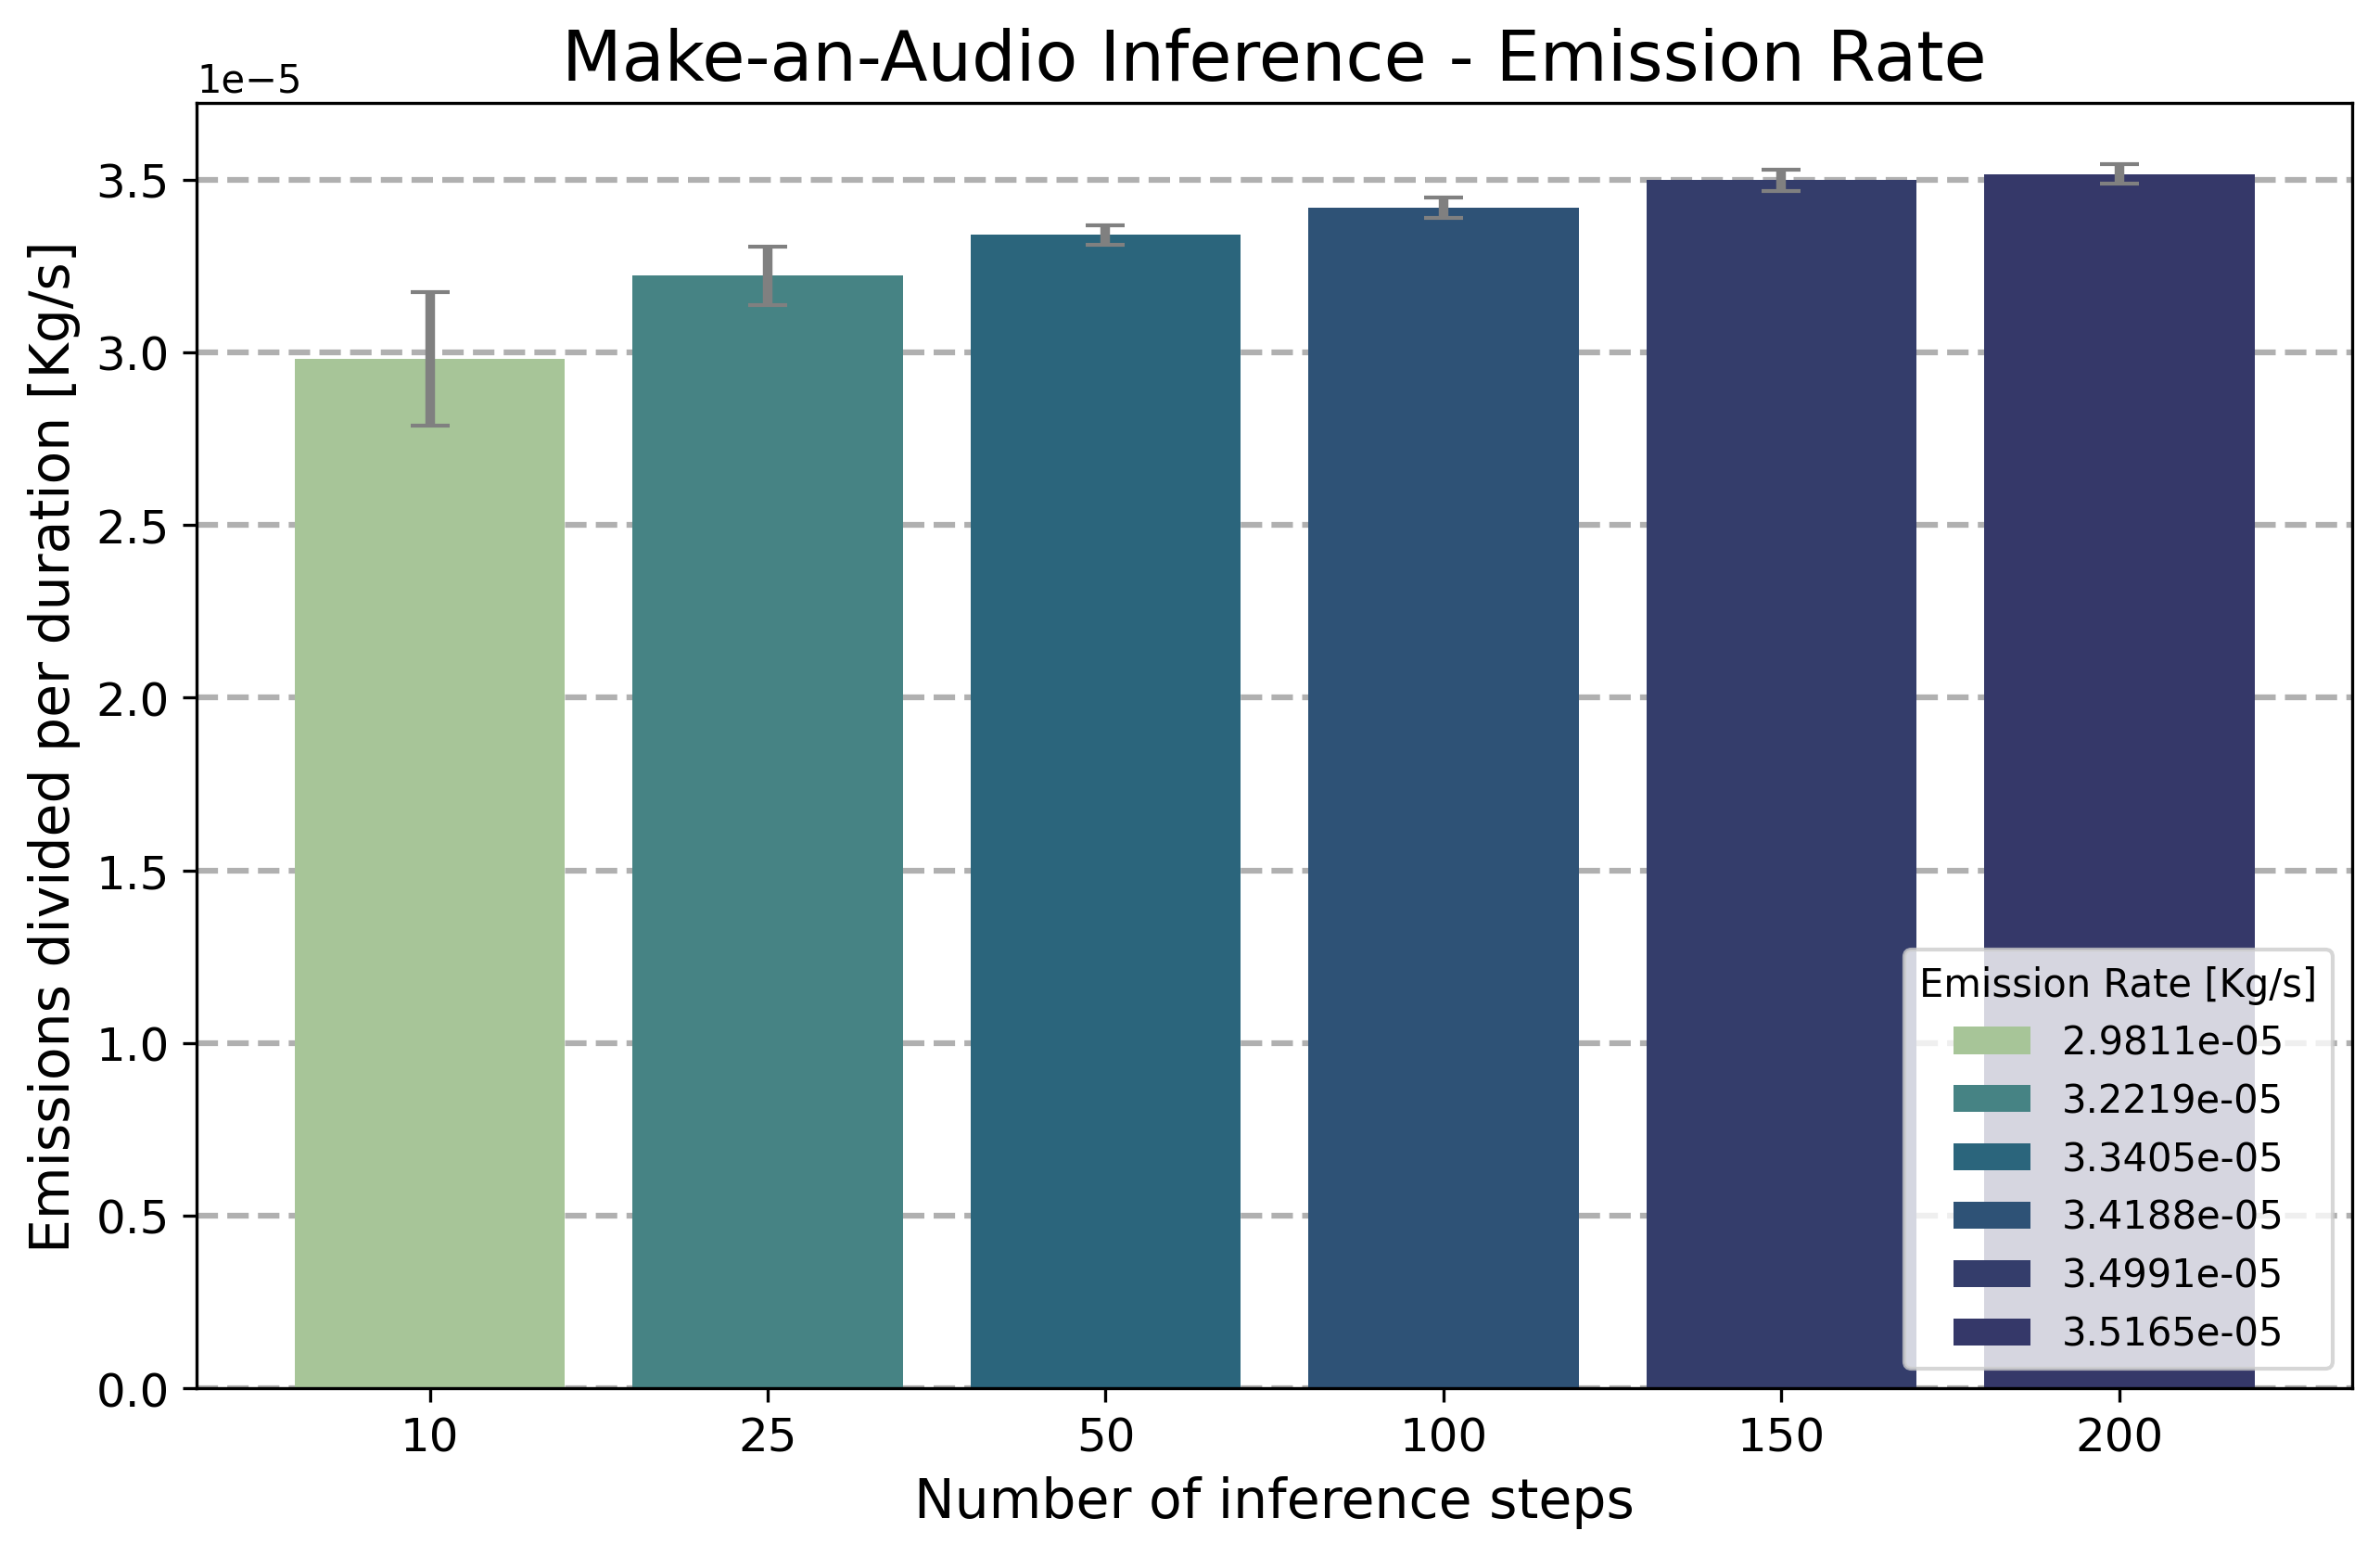 Make-an-Audio Inference - Emission Rate
1e−5
Emissions divided per duration [Kg/s]
3.5
3.0
2.5
2.0
1.5
1.0
0.5
0.0
Emission Rate [Kg/s]
2.9811e-05
3.2219e-05
3.3405e-05
3.4188e-05
3.4991e-05
3.5165e-05
10 25 50 100 150 200
Number of inference steps